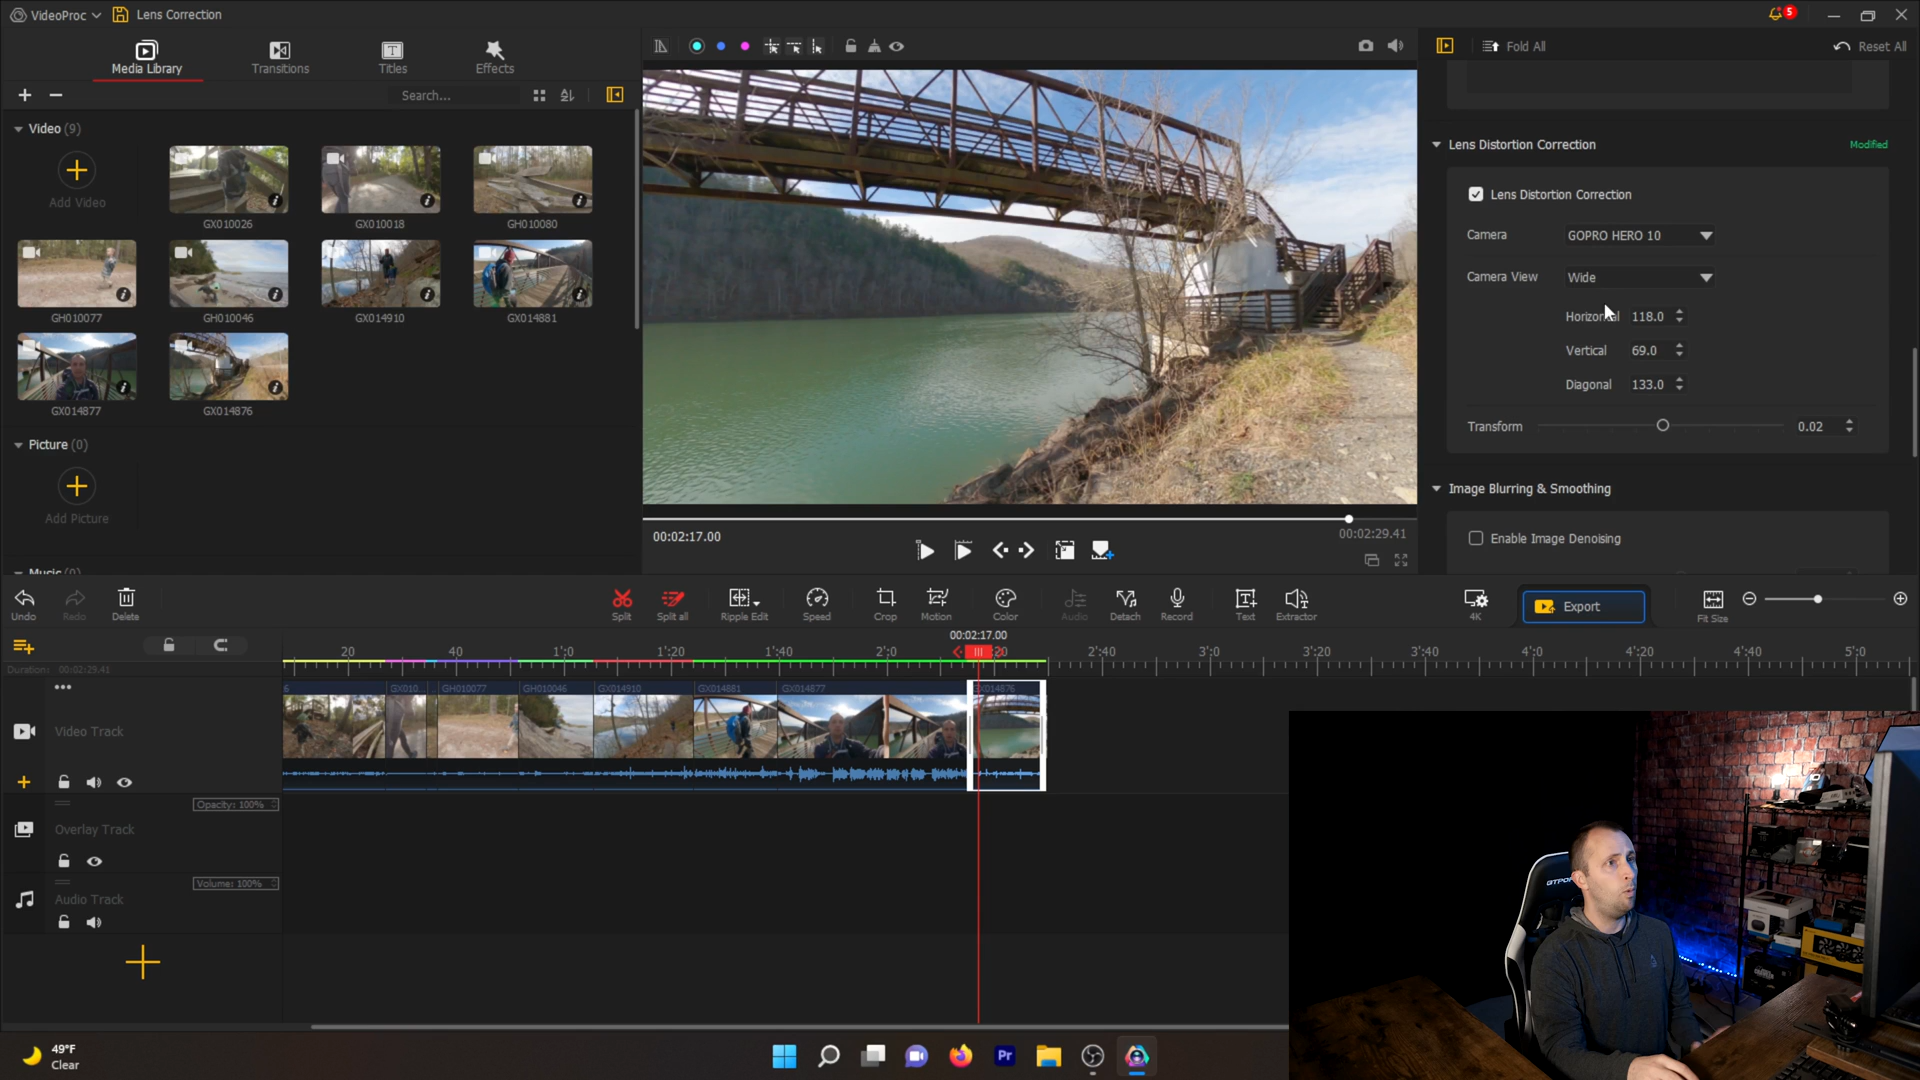 VideoProc
Lens Correction
5
Media Library
Transitions
Titles
Effects
Search...
Fold All
Reset All
Video (9)
Add Video
GX010026
GX010018
GH010080
GH010077
GH010046
GX014910
GX014881
GX014877
GX014876
Picture (0)
Add Picture
Music (0)
00:02:17.00
00:02:29.41
Lens Distortion Correction
Modified
Lens Distortion Correction
Camera
GOPRO HERO 10
Camera View
Wide
Horizontal
118.0
Vertical
69.0
Diagonal
133.0
Transform
0.02
Image Blurring & Smoothing
Enable Image Denoising
Undo
Redo
Delete
Split
Split all
Ripple Edit
Speed
Crop
Motion
Color
Audio
Detach
Record
Text
Extractor
4K
Export
Fit Size
Duration: 00:02:29.41
00:02:17.00
20
40
1:0
1:20
1:40
2:0
2:40
3:0
3:20
3:40
4:0
4:20
4:40
5:0
6
GX010...
GH010077
GH010046
GX014910
GX014881
GX014877
GX014876
Video Track
Opacity: 100%
Overlay Track
Volume: 100%
Audio Track
49°F
Clear
Pr